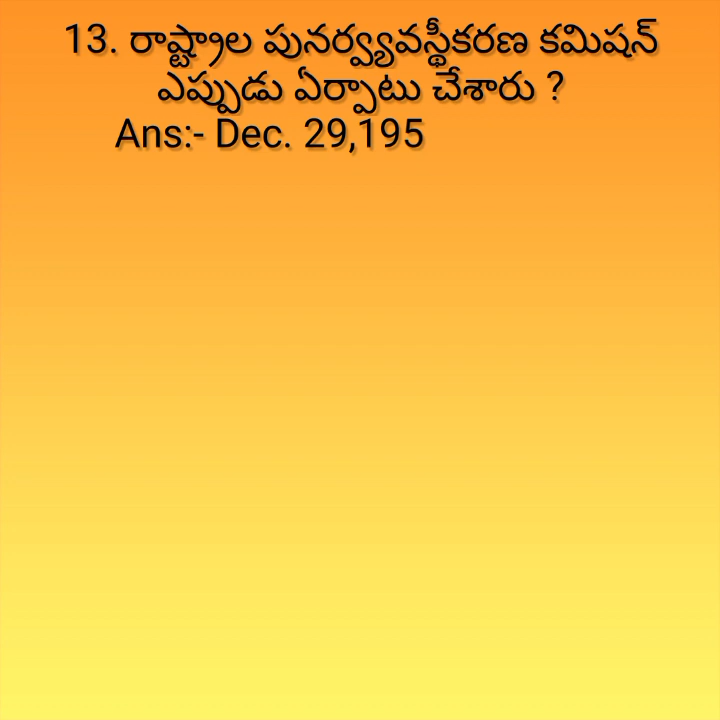 13. రాష్ట్రాల పునర్వ్యవస్థీకరణ కమిషన్
ఎప్పుడు ఏర్పాటు చేశారు ?
Ans:- Dec. 29,195